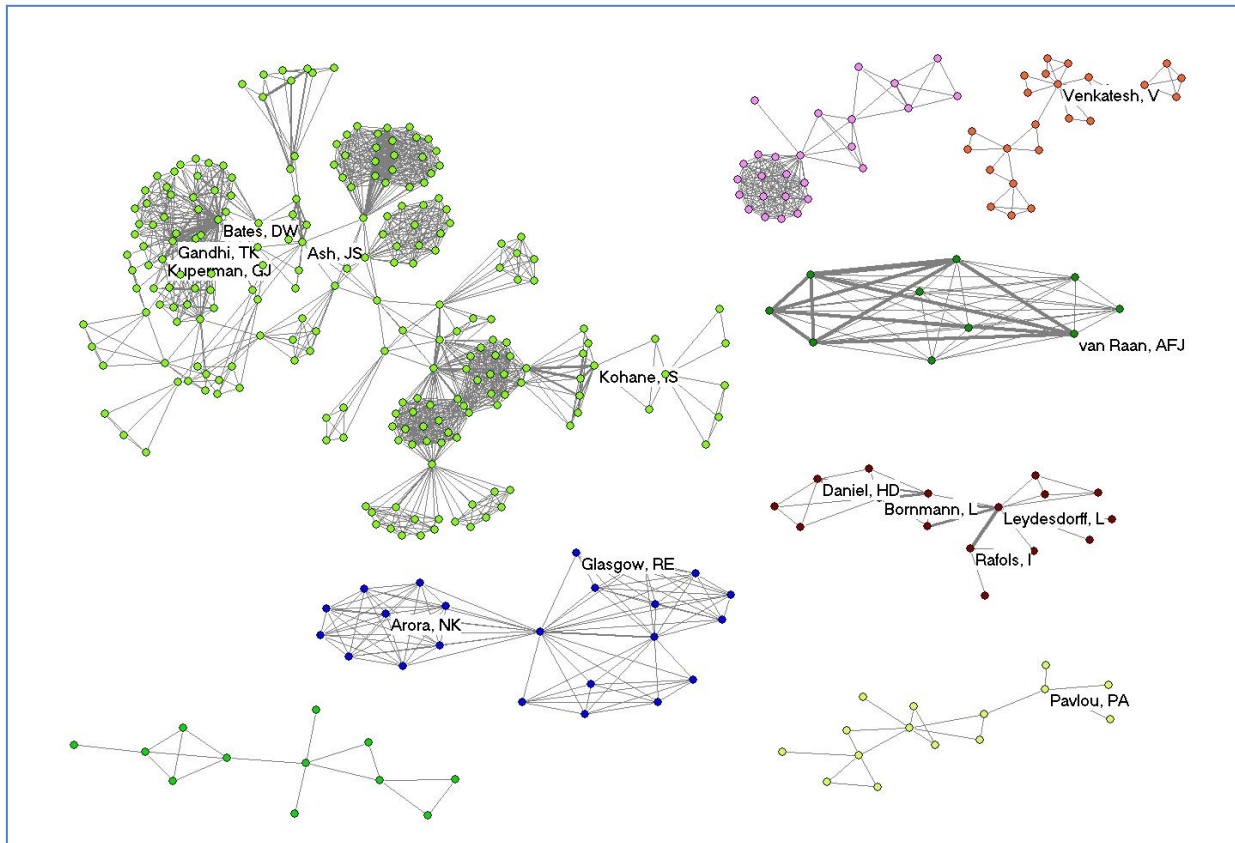 Venkatesh, V
Bates, DW
Gandhi, TK
Ash, JS
Kuperman, GJ
van Raan, AFJ
Kohane, IS
Daniel, HD
Bornmann, L
Leydesdorff, L
Rafols, I
Glasgow, RE
Arora, NK
Pavlou, PA